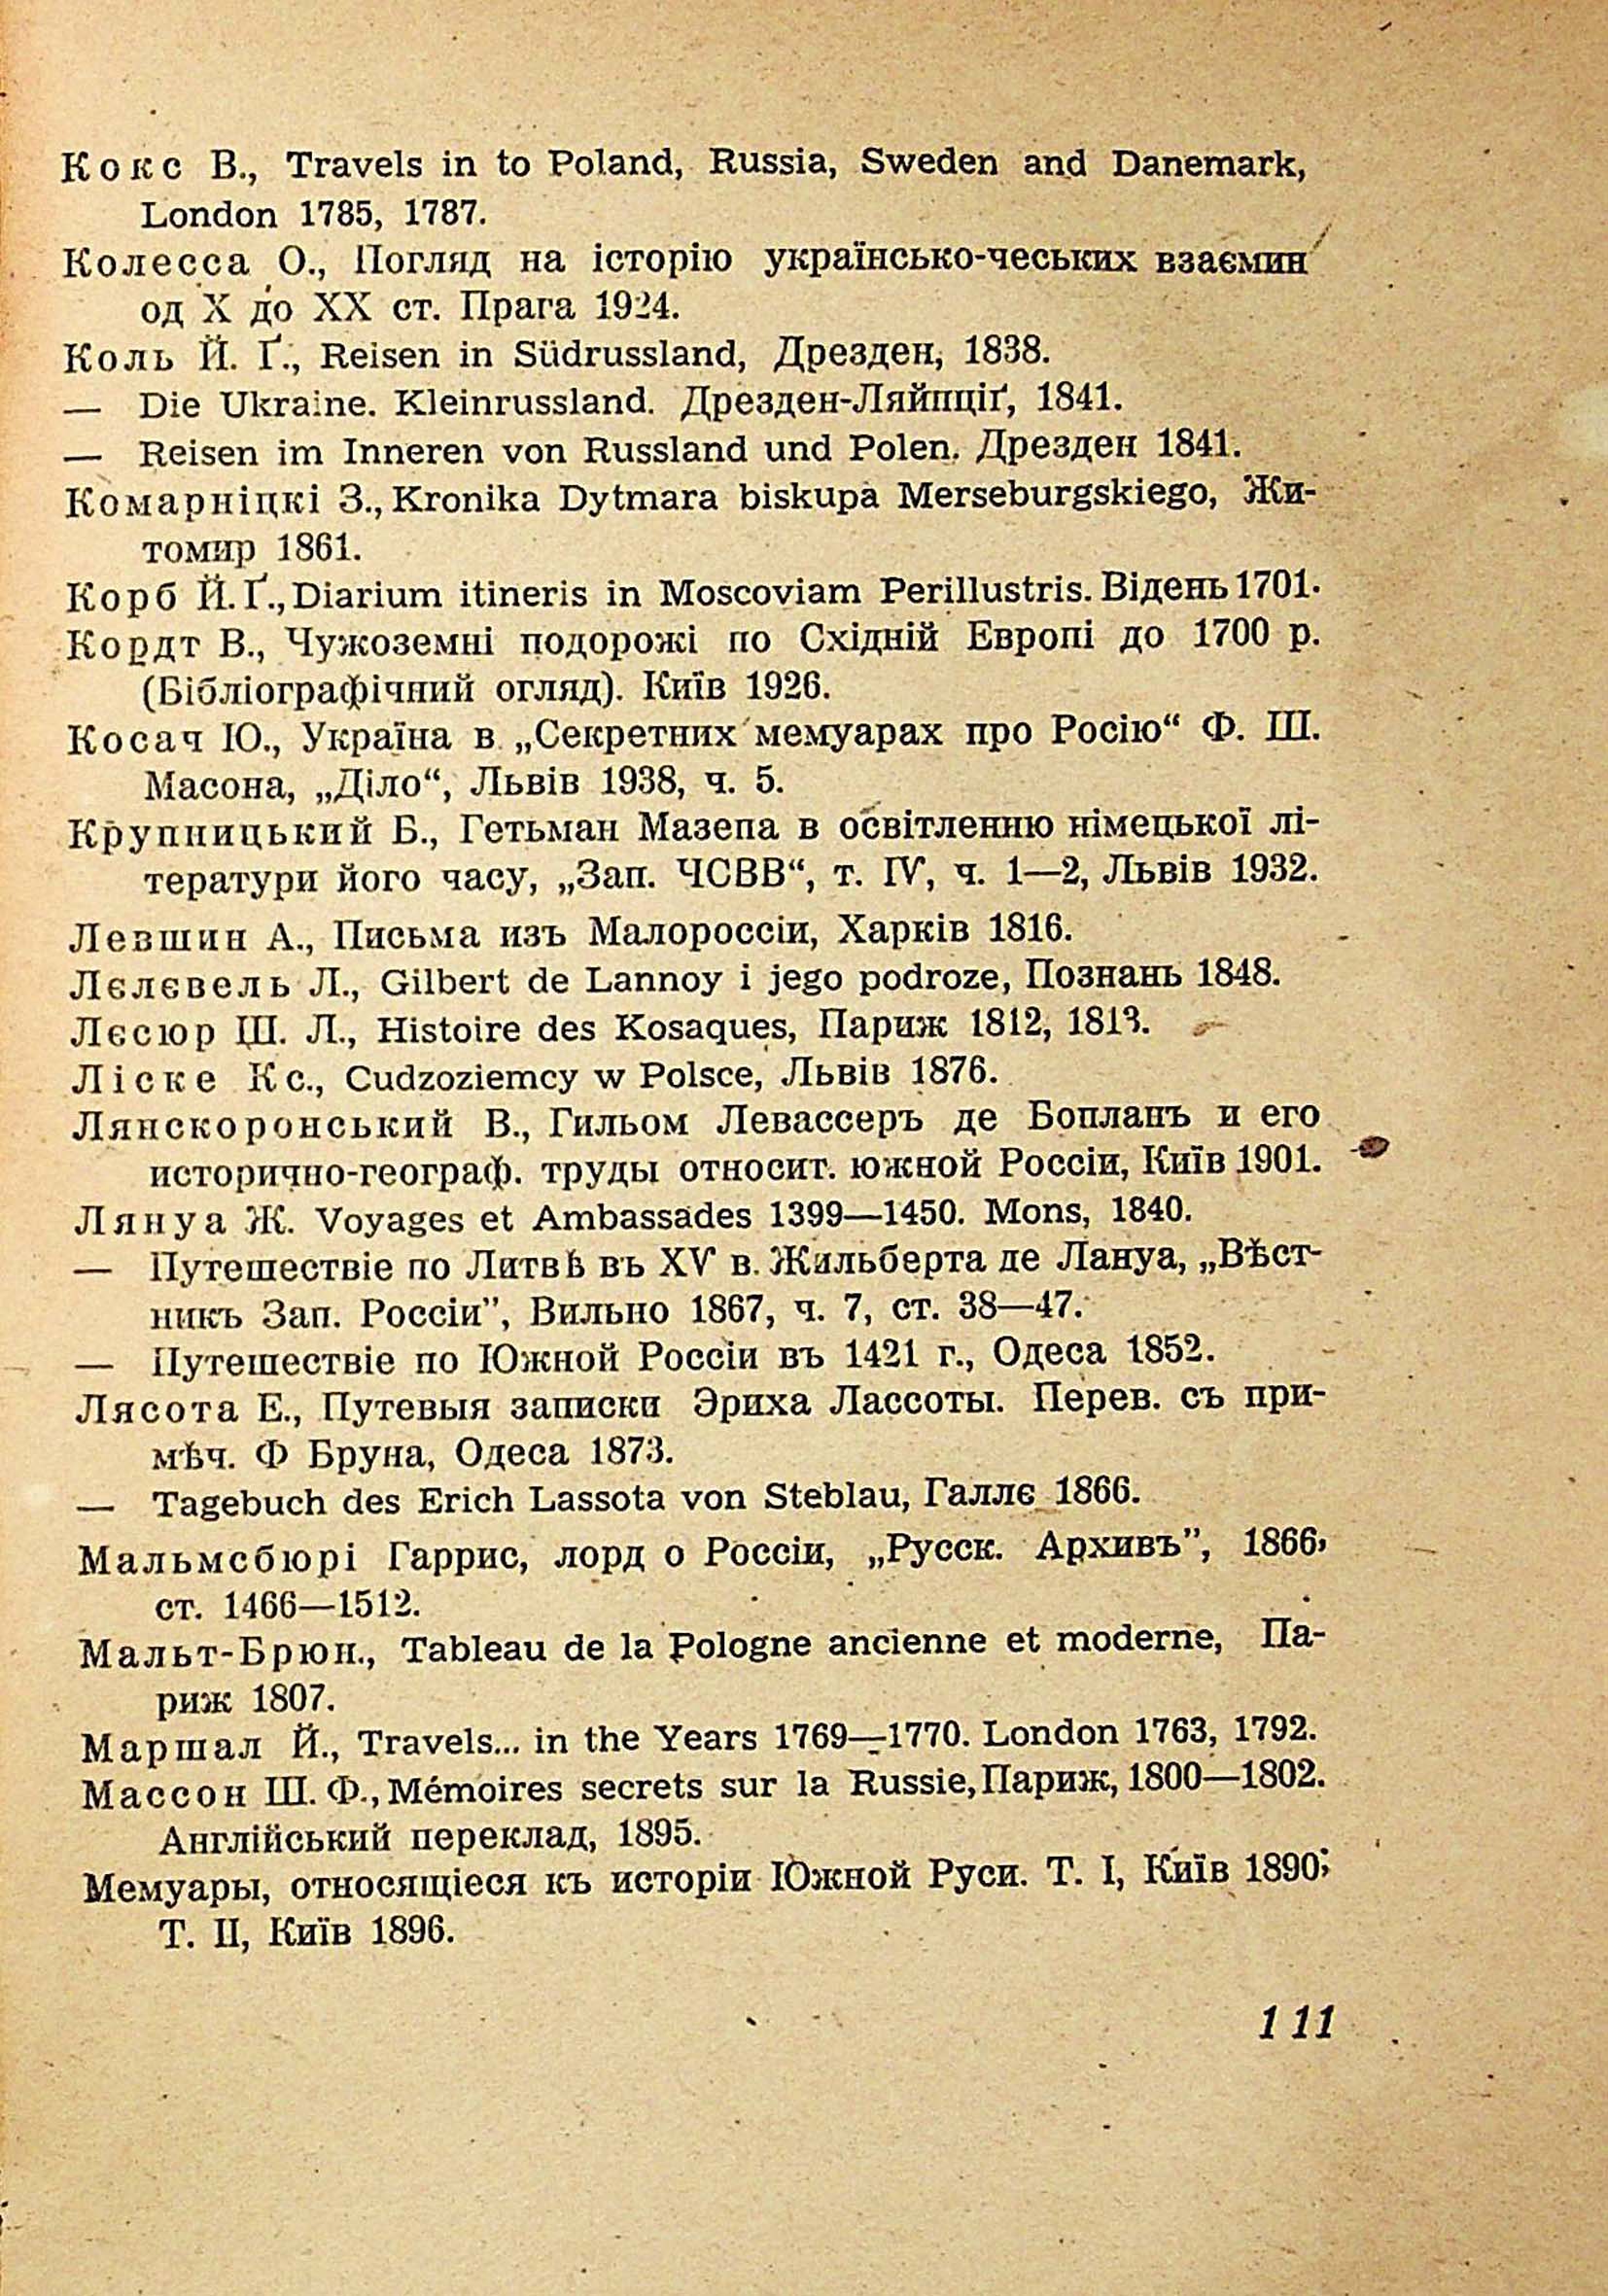 Кокс В., Travels in to Poland, Russia, Sweden and Danemark,
London 1785, 1787.
Колесса О., Погляд на історію українсько-чеських взаємин
од X до XX ст. Прага 1924.
Коль Й. Ґ., Reisen in Südrussland, Дрезден, 1838.
— Die Ukraine. Kleinrussland. Дрезден-Ляйпціґ, 1841.
— Reisen im Inneren von Russland und Polen. Дрезден 1841.
Комарніцкі З., Kronika Dytmara biskupa Merseburgskiego, Жи-
томир 1861.
Корб Й. Ґ., Diarium itineris in Moscoviam Perillustris. Відень 1701.
Кордт В., Чужоземні подорожі по Східній Европі до 1700 р.
(Бібліографічний огляд). Київ 1926.
Косач Ю., Україна в „Секретних мемуарах про Росію“ Ф. Ш.
Масона, „Діло“, Львів 1938, ч. 5.
Крупницький Б., Гетьман Мазепа в освітленню німецької лі-
тератури його часу, „Зап. ЧСВВ“, т. IV, ч. 1—2, Львів 1932.
Левшин А., Письма изъ Малороссіи, Харків 1816.
Лєлєвель Л., Gilbert de Lannoy i jego podroze, Познань 1848.
Лєсюр Ш. Л., Histoire des Kosaques, Париж 1812, 1813.
Ліске Кс., Cudzoziemcy w Polsce, Львів 1876.
Лянскоронський В., Гильом Левассеръ де Бопланъ и его
исторично-географ. труды относит. южной Россіи, Київ 1901.
Лянуа Ж. Voyages et Ambassades 1399—1450. Mons, 1840.
— Путешествіе по Литвѣ въ XV в. Жильберта де Лануа, „Вѣст-
никъ Зап. Россіи”, Вильно 1867, ч. 7, ст. 38—47.
— Путешествіе по Южной Россіи въ 1421 г., Одеса 1852.
Лясота Е., Путевыя записки Эриха Лассоты. Перев. съ при-
мѣч. Ф Бруна, Одеса 1873.
— Tagebuch des Erich Lassota von Steblau, Галлє 1866.
Мальмсбюрі Гаррис, лорд о Россіи, „Русск. Архивъ”, 1866,
ст. 1466—1512.
Мальт-Брюн., Tableau de la Pologne ancienne et moderne, Па-
риж 1807.
Маршал Й., Travels... in the Years 1769—1770. London 1763, 1792.
Массон Ш. Ф., Mémoires secrets sur la Russie, Париж, 1800—1802.
Англійський переклад, 1895.
Мемуары, относящіеся къ исторіи Южной Руси. Т. I, Київ 1890;
Т. II, Київ 1896.
111